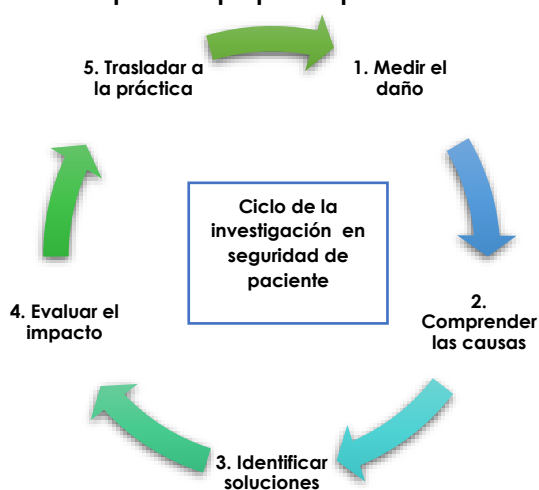 1. Medir el
daño
2.
Comprender
las causas
3. Identificar
soluciones
4. Evaluar el
impacto
5. Trasladar a
la práctica
Ciclo de la
investigación en
seguridad de
paciente